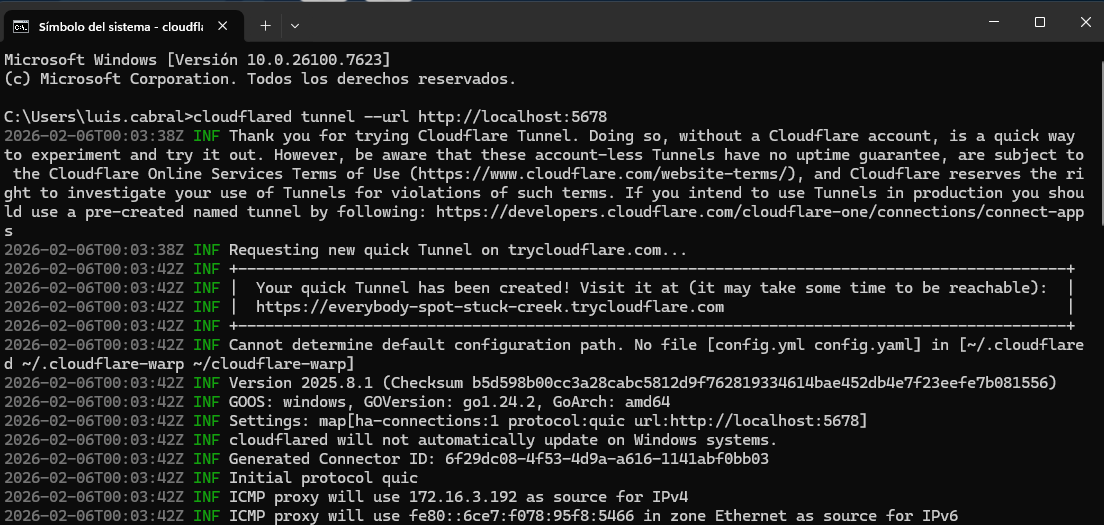 Símbolo del sistema - cloudfla
Microsoft Windows [Versión 10.0.26100.7623]
(c) Microsoft Corporation. Todos los derechos reservados.
C:\Users\luis.cabral>cloudflared tunnel --url http://localhost:5678
2026-02-06T00:03:38Z INF Thank you for trying Cloudflare Tunnel. Doing so, without a Cloudflare account, is a quick way
to experiment and try it out. However, be aware that these account-less Tunnels have no uptime guarantee, are subject to
the Cloudflare Online Services Terms of Use (https://www.cloudflare.com/website-terms/), and Cloudflare reserves the ri
ght to investigate your use of Tunnels for violations of such terms. If you intend to use Tunnels in production you shou
ld use a pre-created named tunnel by following: https://developers.cloudflare.com/cloudflare-one/connections/connect-app
s
2026-02-06T00:03:38Z INF Requesting new quick Tunnel on trycloudflare.com...
2026-02-06T00:03:42Z INF +--------------------------------------------------------------------------------------------+
2026-02-06T00:03:42Z INF |  Your quick Tunnel has been created! Visit it at (it may take some time to be reachable):  |
2026-02-06T00:03:42Z INF |  https://everybody-spot-stuck-creek.trycloudflare.com                                      |
2026-02-06T00:03:42Z INF +--------------------------------------------------------------------------------------------+
2026-02-06T00:03:42Z INF Cannot determine default configuration path. No file [config.yml config.yaml] in [~/.cloudflare
d ~/.cloudflare-warp ~/cloudflare-warp]
2026-02-06T00:03:42Z INF Version 2025.8.1 (Checksum b5d598b00cc3a28cabc5812d9f762819334614bae452db4e7f23eefe7b081556)
2026-02-06T00:03:42Z INF GOOS: windows, GOVersion: go1.24.2, GoArch: amd64
2026-02-06T00:03:42Z INF Settings: map[ha-connections:1 protocol:quic url:http://localhost:5678]
2026-02-06T00:03:42Z INF cloudflared will not automatically update on Windows systems.
2026-02-06T00:03:42Z INF Generated Connector ID: 6f29dc08-4f53-4d9a-a616-1141abf0bb03
2026-02-06T00:03:42Z INF Initial protocol quic
2026-02-06T00:03:42Z INF ICMP proxy will use 172.16.3.192 as source for IPv4
2026-02-06T00:03:42Z INF ICMP proxy will use fe80::6ce7:f078:95f8:5466 in zone Ethernet as source for IPv6